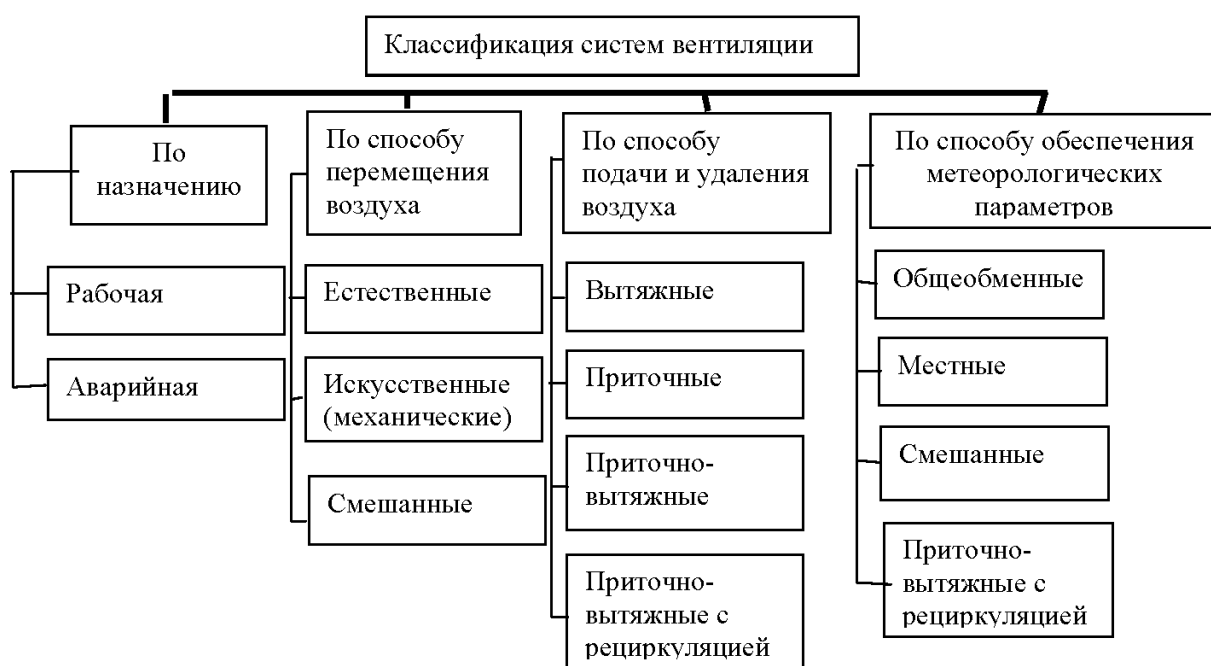 Классификация систем вентиляции
По
назначению
Рабочая
Аварийная
По способу
перемещения
воздуха
Естественные
Искусственные
(механические)
Смешанные
По способу
подачи и удаления
воздуха
Вытяжные
Приточные
Приточно-
вытяжные
Приточно-
вытяжные с
рециркуляцией
По способу обеспечения
метеорологических
параметров
Общеобменные
Местные
Смешанные
Приточно-
вытяжные с
рециркуляцией